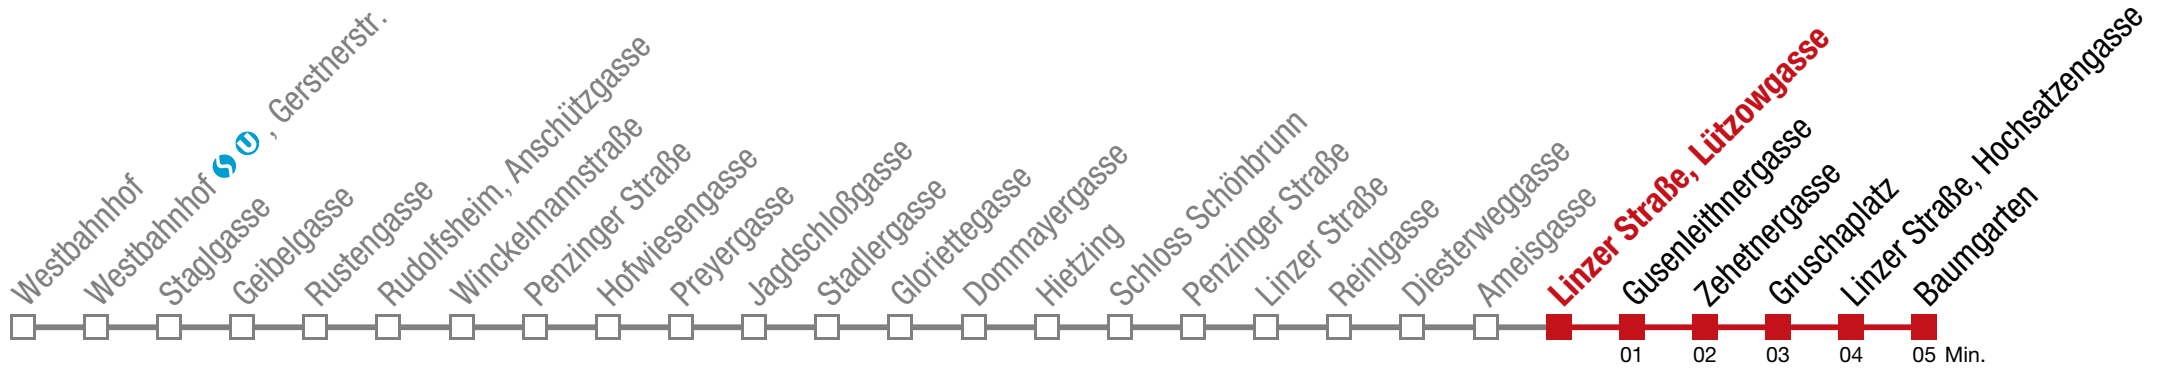 Westbahnhof
Westbahnhof S U , Gerstnerstr.
Staglgasse
Geibelgasse
Rustengasse
Rudolfsheim, Anschützgasse
Winckelmannstraße
Penzinger Straße
Hofwiesengasse
Preyergasse
Jagdschloßgasse
Stadlergasse
Gloriettegasse
Dommayergasse
Hietzing
Schloss Schönbrunn
Penzinger Straße
Linzer Straße
Reinlgasse
Diesterweggasse
Ameisgasse
Linzer Straße, Lützowgasse
Gusenleithnergasse
Zehetnergasse
Gruschaplatz
Linzer Straße, Hochsatzengasse
Baumgarten
01 02 03 04 05 Min.